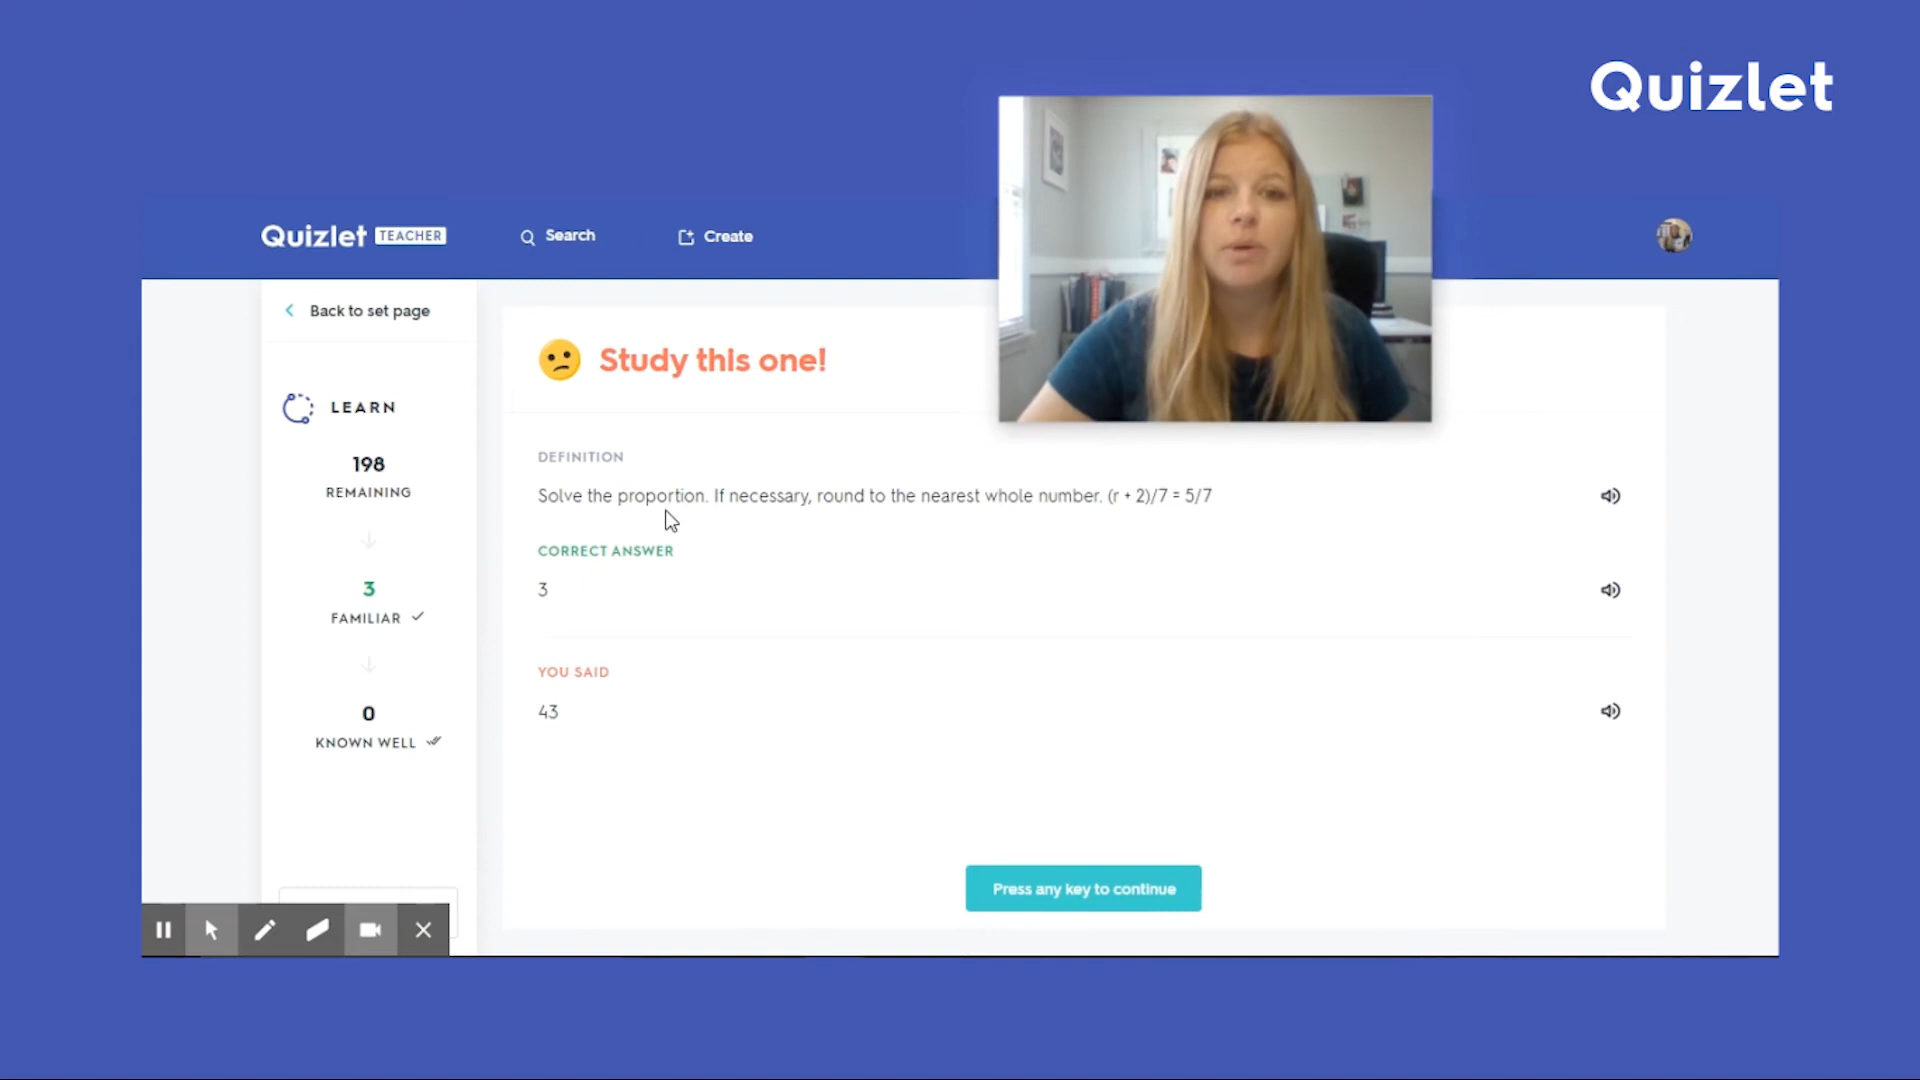 Quizlet
Quizlet TEACHER
Search
Create
Back to set page
LEARN
198
REMAINING
3
FAMILIAR
0
KNOWN WELL
Study this one!
DEFINITION
Solve the proportion. If necessary, round to the nearest whole number. (r + 2)/7 = 5/7
CORRECT ANSWER
3
YOU SAID
43
Press any key to continue